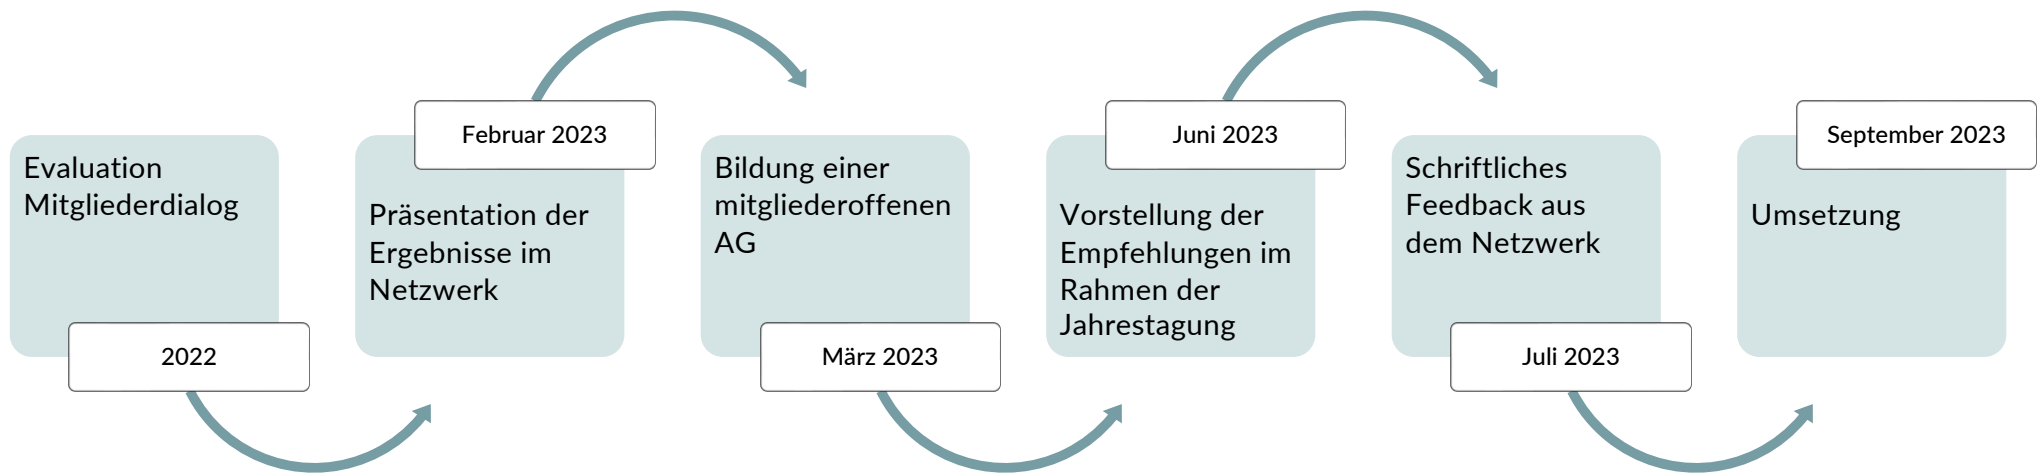 Evaluation
Mitgliederdialog
2022
Februar 2023
Präsentation der
Ergebnisse im
Netzwerk
Bildung einer
mitgliederoffenen
AG
März 2023
Juni 2023
Vorstellung der
Empfehlungen im
Rahmen der
Jahrestagung
Schriftliches
Feedback aus
dem Netzwerk
Juli 2023
September 2023
Umsetzung